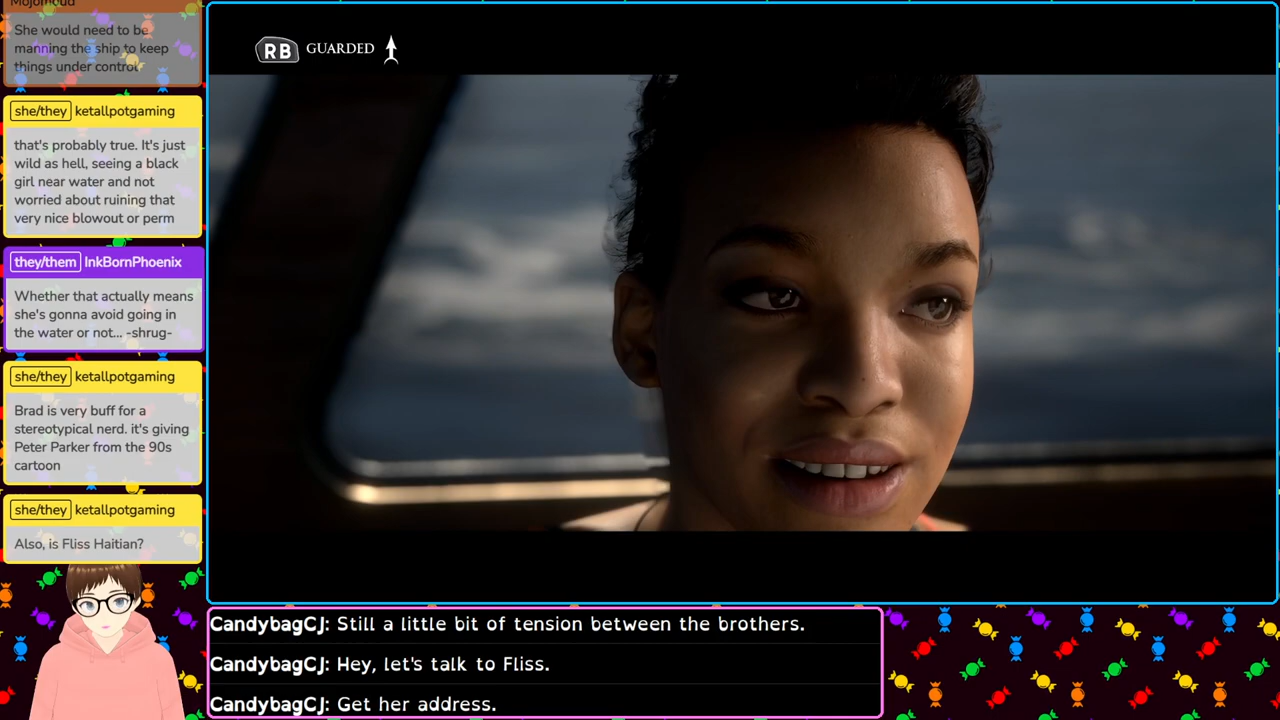 Mojomoud
She would need to be
manning the ship to keep
things under control
she/they ketallpotgaming
that's probably true. It's just
wild as hell, seeing a black
girl near water and not
worried about ruining that
very nice blowout or perm
they/them InkBornPhoenix
Whether that actually means
she's gonna avoid going in
the water or not... -shrug-
she/they ketallpotgaming
Brad is very buff for a
stereotypical nerd. it's giving
Peter Parker from the 90s
cartoon
she/they ketallpotgaming
Also, is Fliss Haitian?
RB GUARDED
CandybagCJ: Still a little bit of tension between the brothers.
CandybagCJ: Hey, let's talk to Fliss.
CandybagCJ: Get her address.